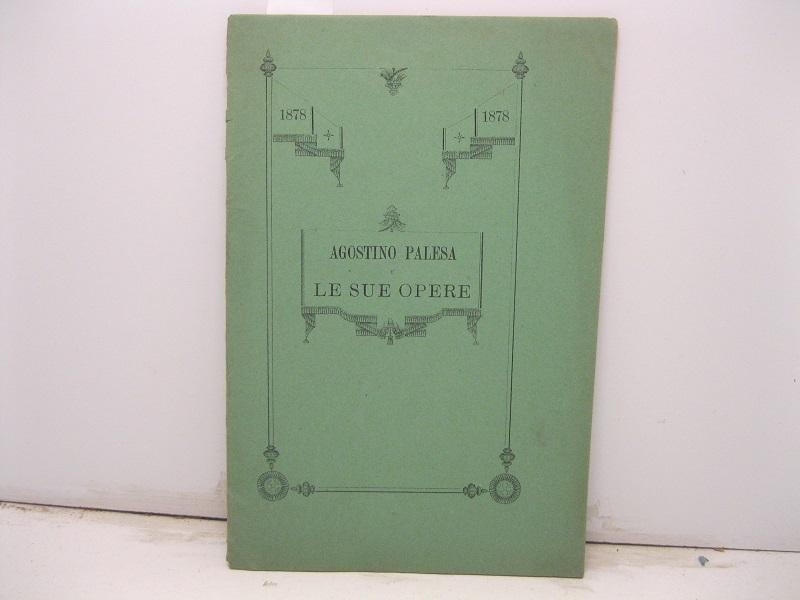 1878 1878
AGOSTINO PALESA
e
LE SUE OPERE